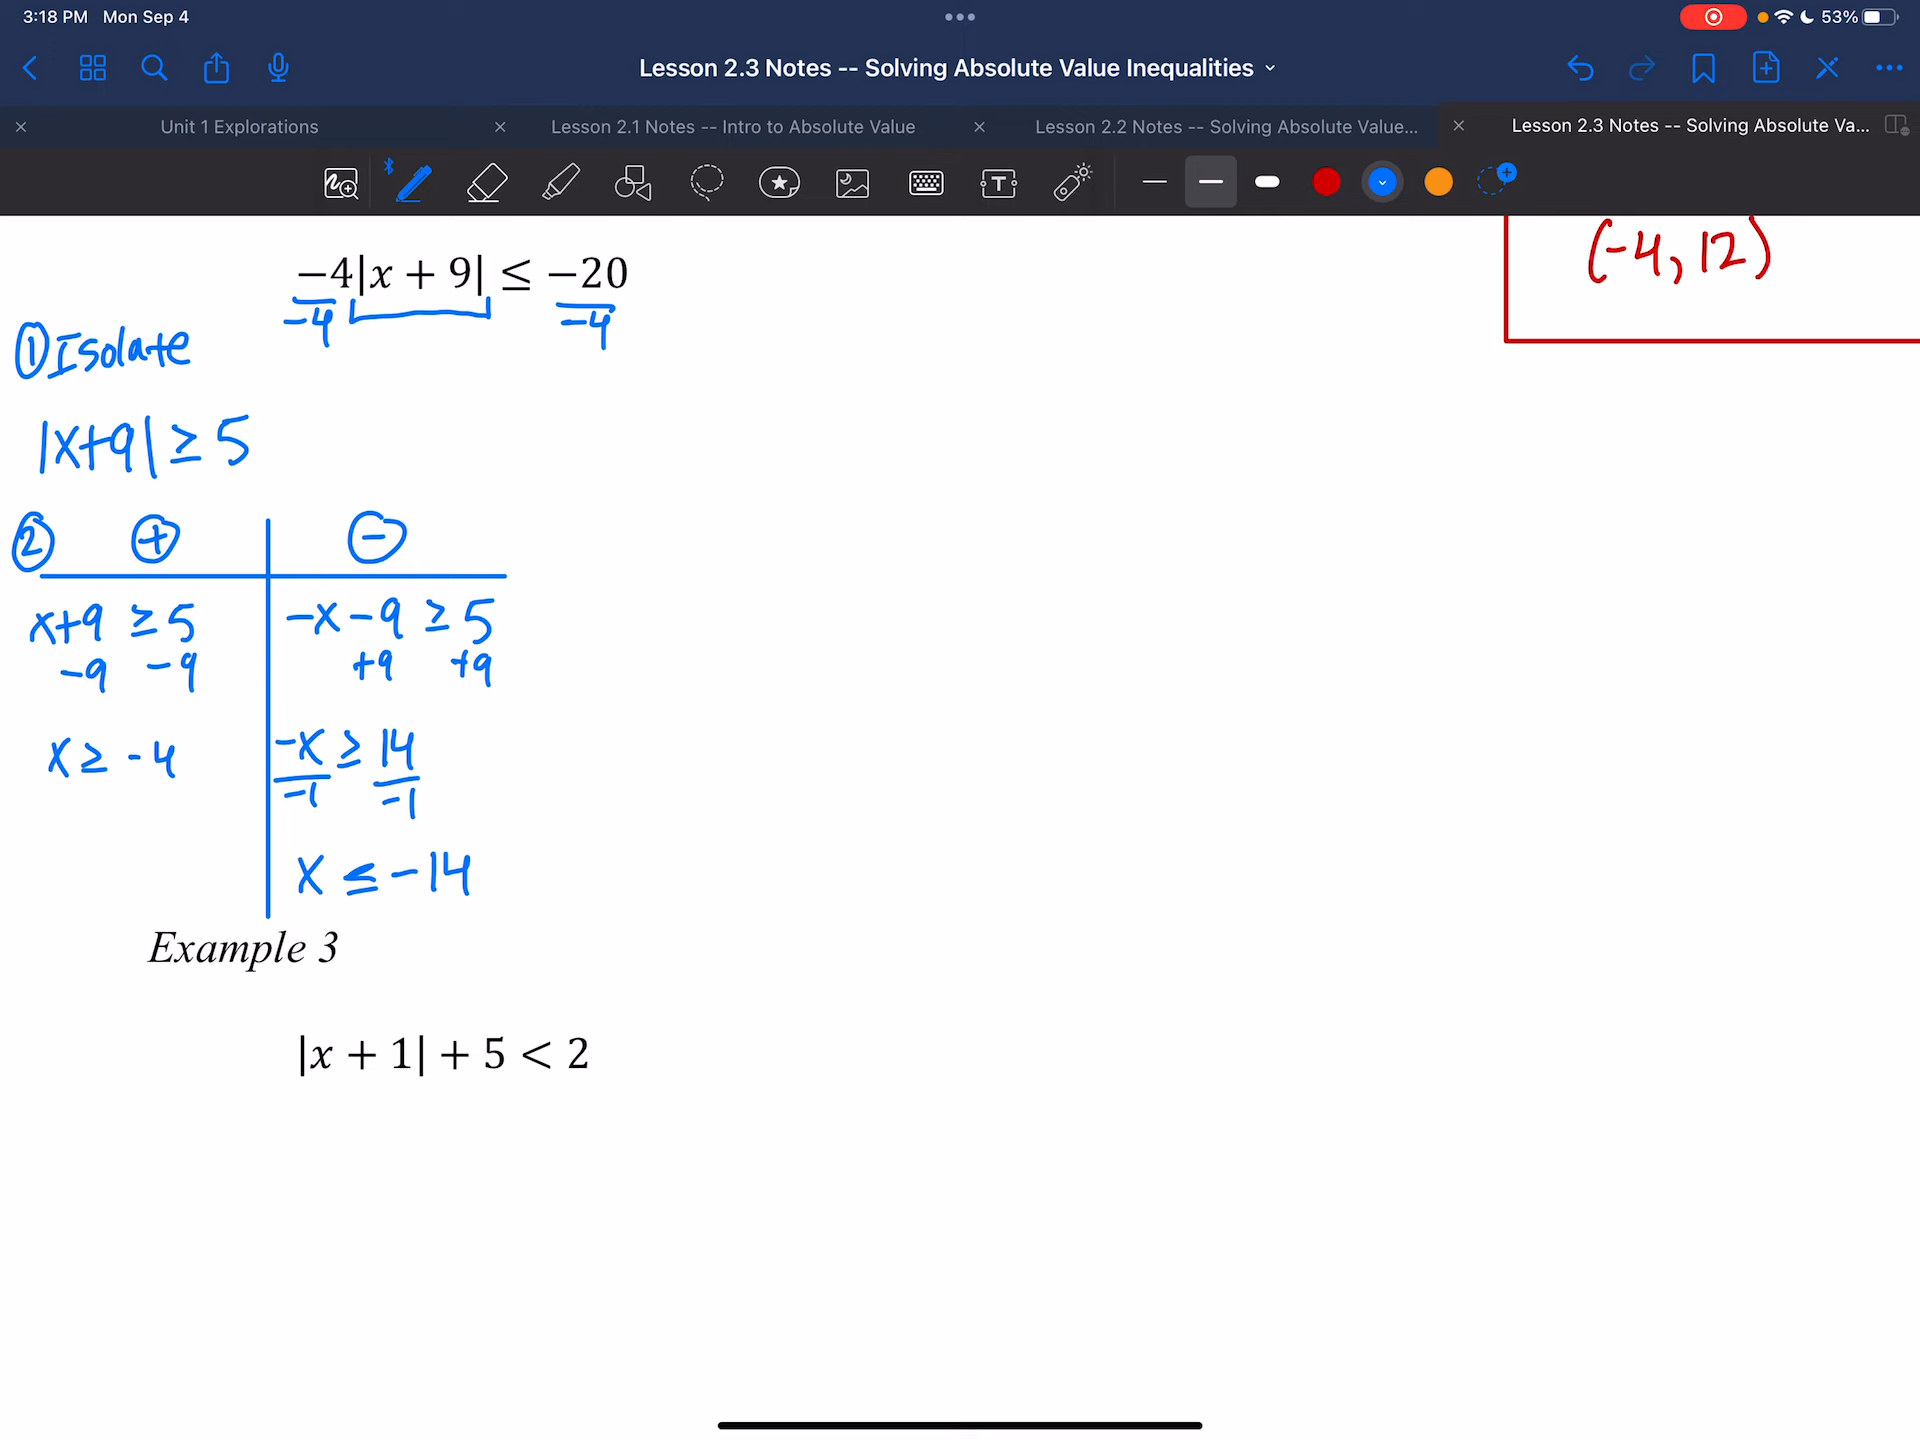 3:18 PM Mon Sep 4
53%
Lesson 2.3 Notes -- Solving Absolute Value Inequalities
Unit 1 Explorations
Lesson 2.1 Notes -- Intro to Absolute Value
Lesson 2.2 Notes -- Solving Absolute Value...
Lesson 2.3 Notes -- Solving Absolute Va...
T
(-4, 12)
−4|x + 9| ≤ −20
-4 -4
① Isolate
|x+9| ≥ 5
② + -
x+9 ≥ 5 -x-9 ≥ 5
-9 -9 +9 +9
x ≥ -4 -x ≥ 14
-1 -1
x ≤ -14
Example 3
|x + 1| + 5 < 2